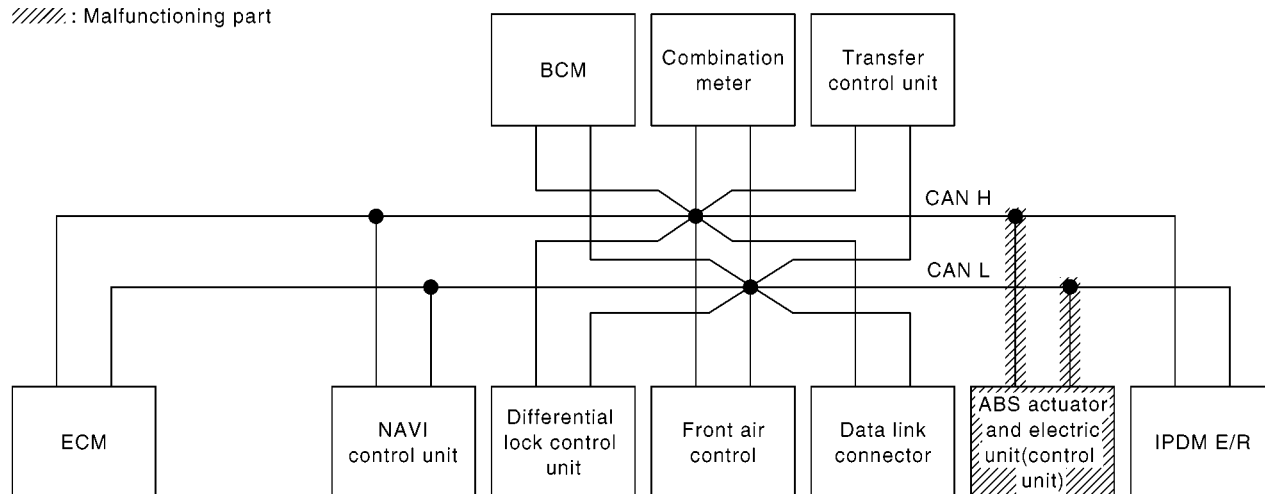 : Malfunctioning part
BCM
Combination
meter
Transfer
control unit
CAN H
CAN L
ECM
NAVI
control unit
Differential
lock control
unit
Front air
control
Data link
connector
ABS actuator
and electric
unit(control
unit)
IPDM E/R